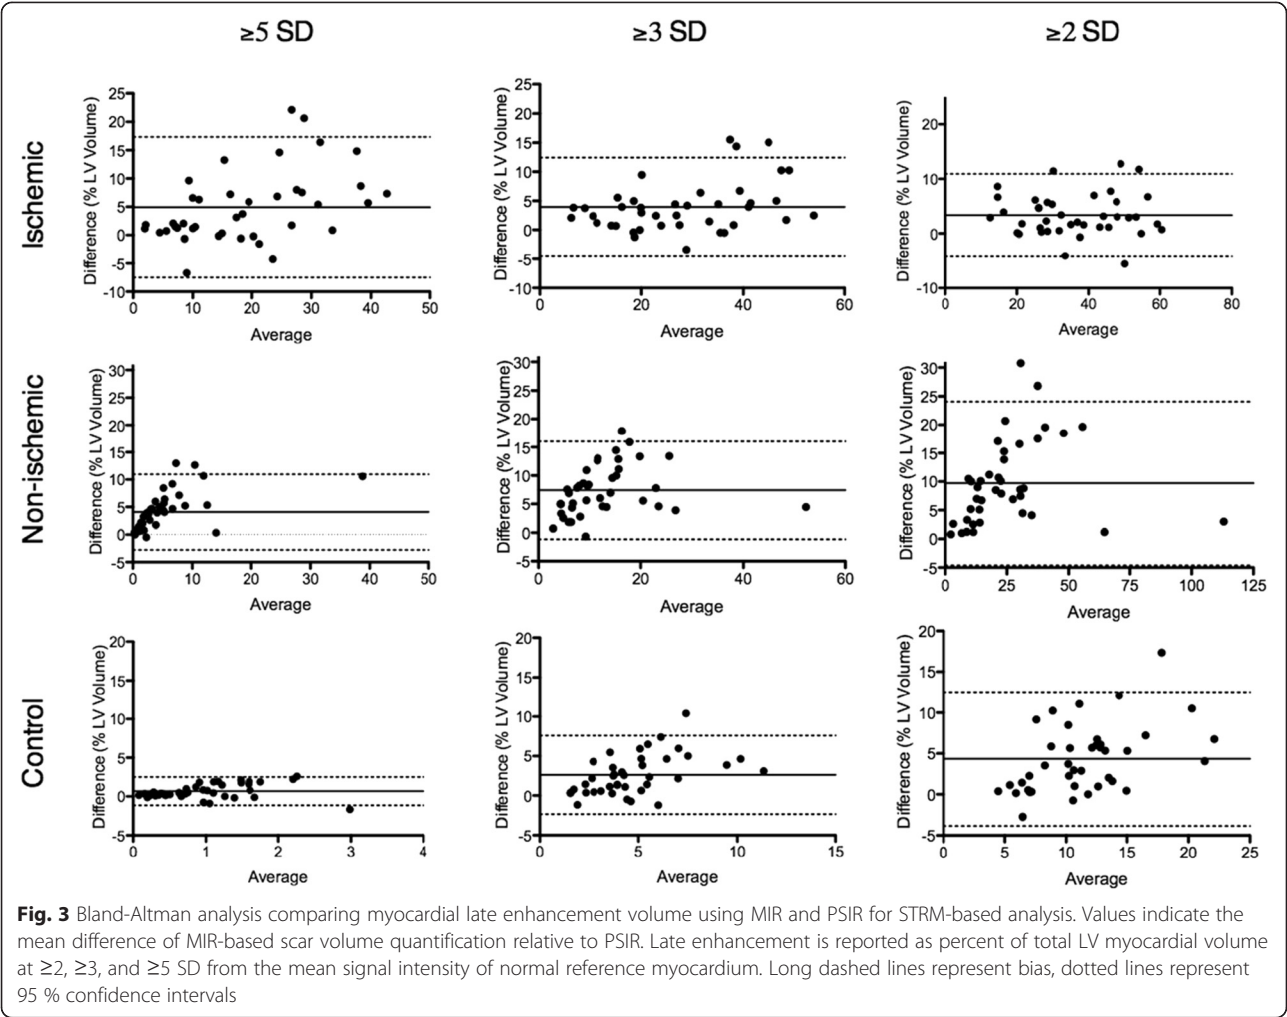 ≥5 SD
≥3 SD
≥2 SD
Ischemic
Difference (% LV Volume)
25
20
15
10
5
0
-5
-10
0 10 20 30 40 50
Average
Difference (% LV Volume)
25
20
15
10
5
0
-5
-10
0 20 40 60
Average
Difference (% LV Volume)
20
10
0
-10
0 20 40 60 80
Average
Non-ischemic
Difference (% LV Volume)
30
25
20
15
10
5
0
-5
0 10 20 30 40 50
Average
Difference (% LV Volume)
30
25
20
15
10
5
0
-5
0 20 40 60
Average
Difference (% LV Volume)
30
25
20
15
10
5
0
-5
0 25 50 75 100 125
Average
Control
Difference (% LV Volume)
20
15
10
5
0
-5
0 1 2 3 4
Average
Difference (% LV Volume)
20
15
10
5
0
-5
0 5 10 15
Average
Difference (% LV Volume)
20
15
10
5
0
-5
0 5 10 15 20 25
Average
Fig. 3 Bland-Altman analysis comparing myocardial late enhancement volume using MIR and PSIR for STRM-based analysis. Values indicate the
mean difference of MIR-based scar volume quantification relative to PSIR. Late enhancement is reported as percent of total LV myocardial volume
at ≥2, ≥3, and ≥5 SD from the mean signal intensity of normal reference myocardium. Long dashed lines represent bias, dotted lines represent
95 % confidence intervals